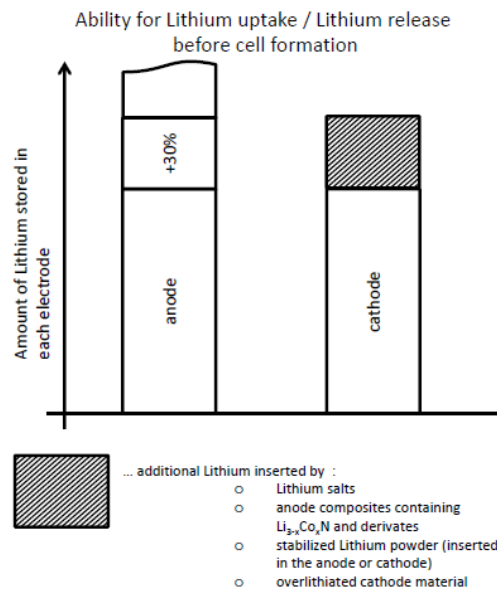 Ability for Lithium uptake / Lithium release
before cell formation
Amount of Lithium stored in
each electrode
+30%
anode
cathode
... additional Lithium inserted by :
o Lithium salts
o anode composites containing
Li₃₋ₓCoₓN and derivates
o stabilized Lithium powder (inserted
in the anode or cathode)
o overlithiated cathode material